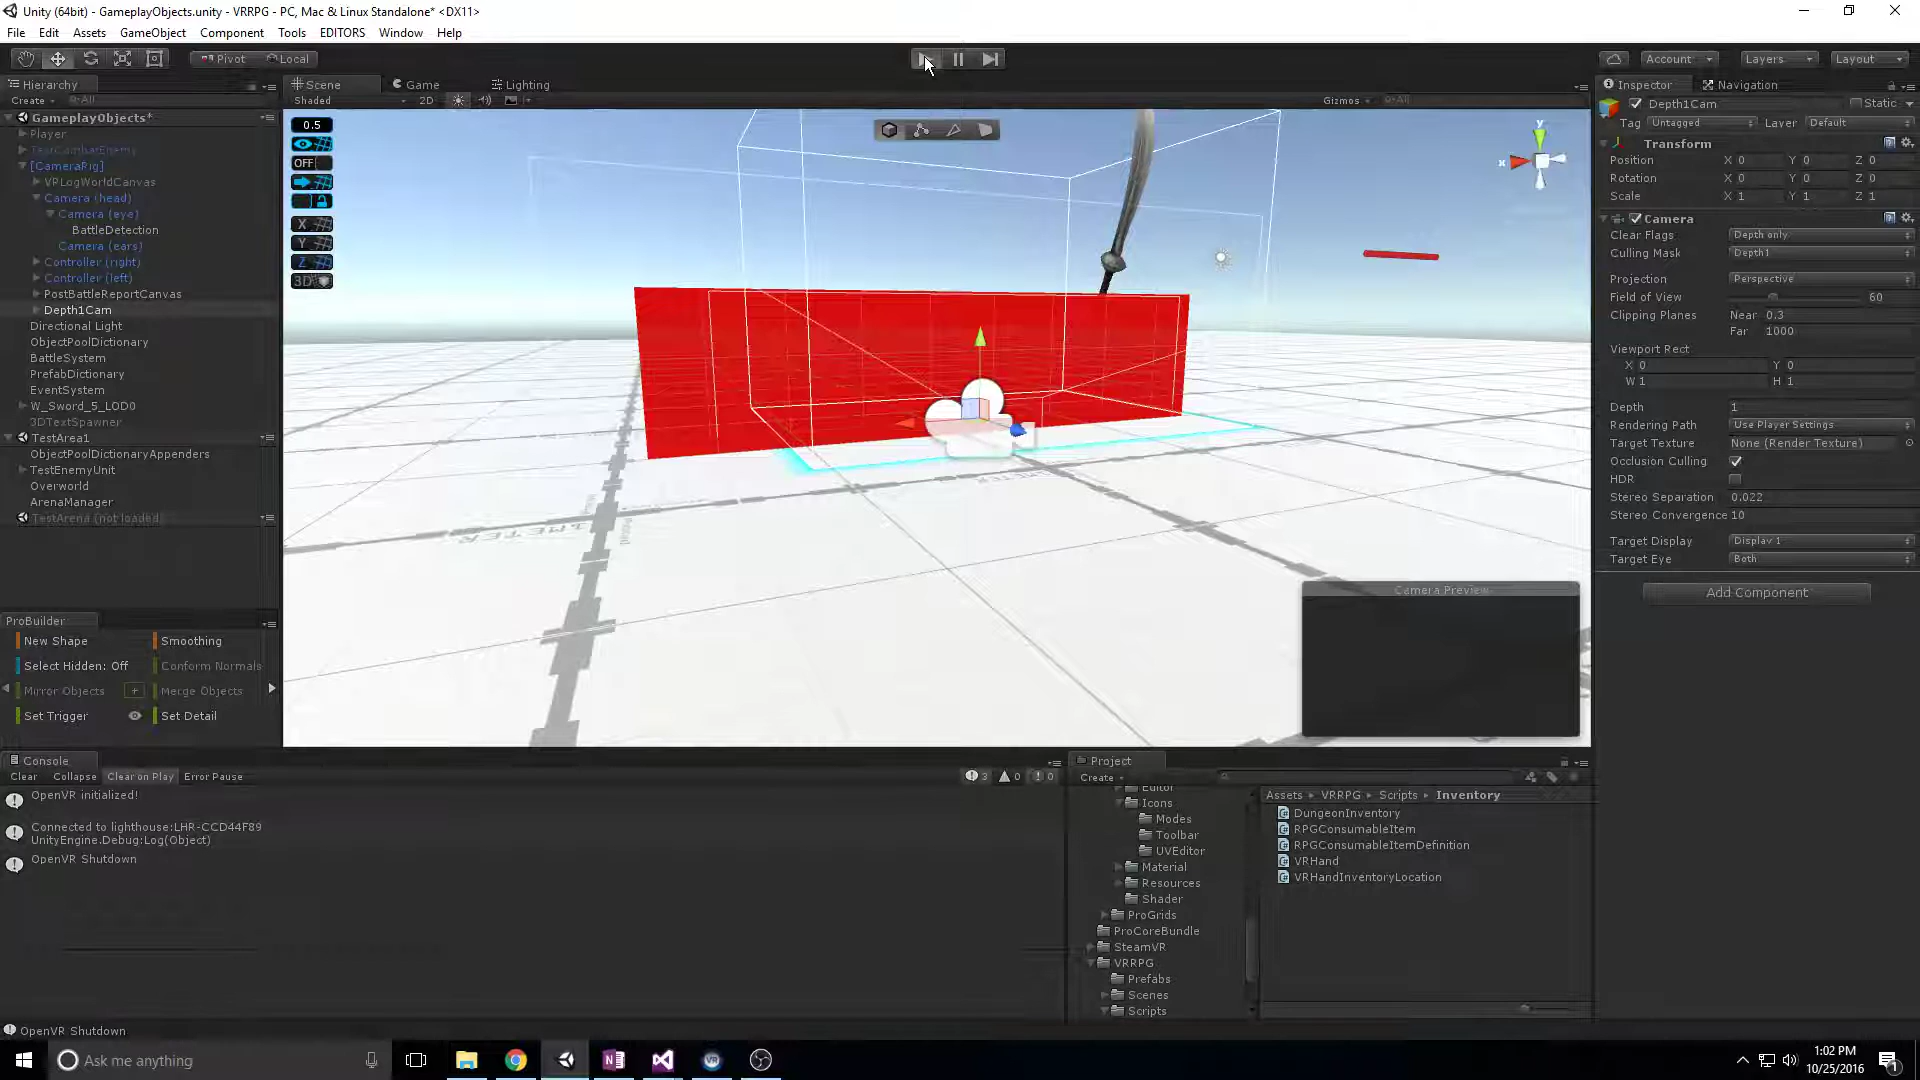 Unity (64bit) - GameplayObjects.unity - VRRPG - PC, Mac & Linux Standalone* <DX11>
File Edit Assets GameObject Component Tools EDITORS Window Help
Pivot Local
Account Layers Layout
Hierarchy
Create All
GameplayObjects*
Player
TestCombatEnemy
[CameraRig]
VPLogWorldCanvas
Camera (head)
Camera (eye)
BattleDetection
Camera (ears)
Controller (right)
Controller (left)
PostBattleReportCanvas
Depth1Cam
Directional Light
ObjectPoolDictionary
BattleSystem
PrefabDictionary
EventSystem
W_Sword_5_LOD0
3DTextSpawner
TestArea1
ObjectPoolDictionaryAppenders
TestEnemyUnit
Overworld
ArenaManager
TestArena (not loaded)
ProBuilder
New Shape Smoothing
Select Hidden: Off Conform Normals
Mirror Objects + Merge Objects
Set Trigger Set Detail
Scene Game Lighting
Shaded 2D Gizmos All
0.5
OFF
X
Y
Z
3D
y
x
METER
Camera Preview
Inspector Navigation
Depth1Cam Static
Tag Untagged Layer Default
Transform
Position X 0 Y 0 Z 0
Rotation X 0 Y 0 Z 0
Scale X 1 Y 1 Z 1
Camera
Clear Flags Depth only
Culling Mask Depth1
Projection Perspective
Field of View 60
Clipping Planes Near 0.3
Far 1000
Viewport Rect
X 0 Y 0
W 1 H 1
Depth 1
Rendering Path Use Player Settings
Target Texture None (Render Texture)
Occlusion Culling
HDR
Stereo Separation 0.022
Stereo Convergence 10
Target Display Display 1
Target Eye Both
Add Component
Console
Clear Collapse Clear on Play Error Pause 3 0 0
OpenVR initialized!
Connected to lighthouse:LHR-CCD44F89
UnityEngine.Debug:Log(Object)
OpenVR Shutdown
OpenVR Shutdown
Project
Create
Editor
Icons
Modes
Toolbar
UVEditor
Material
Resources
Shader
ProGrids
ProCoreBundle
SteamVR
VRRPG
Prefabs
Scenes
Scripts
Assets VRRPG Scripts Inventory
DungeonInventory
RPGConsumableItem
RPGConsumableItemDefinition
VRHand
VRHandInventoryLocation
Ask me anything
1:02 PM
10/25/2016
1